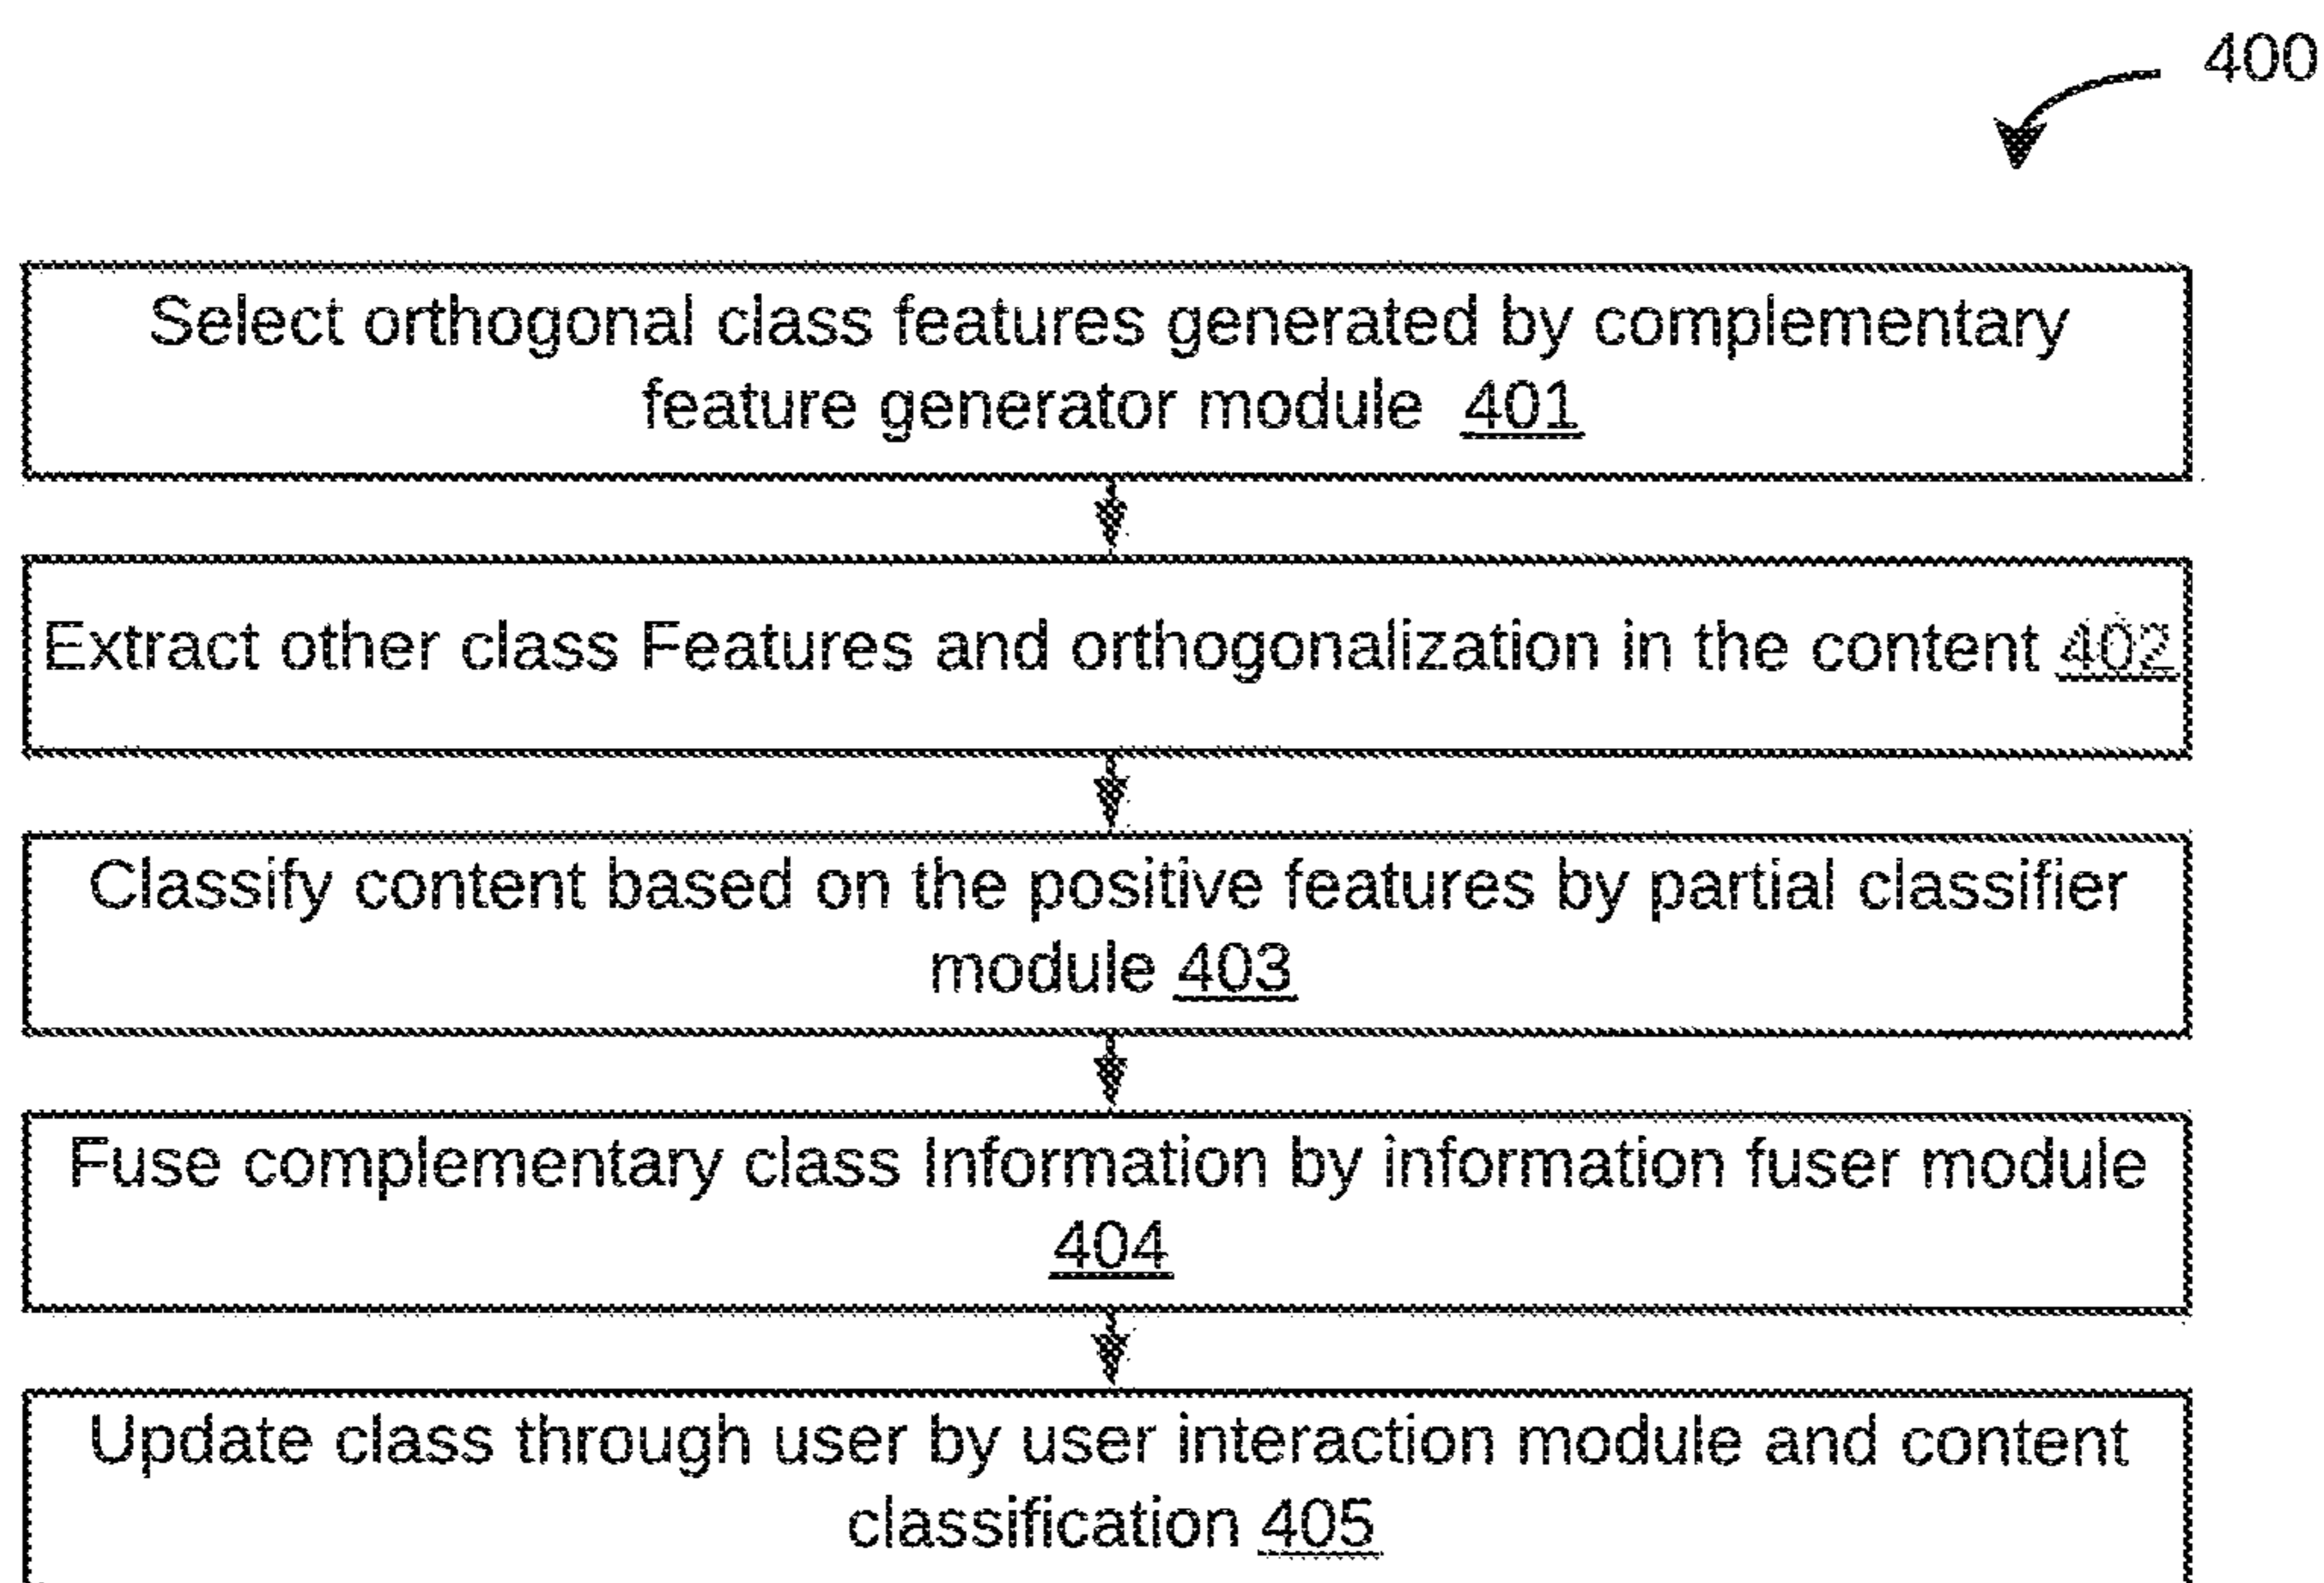 400
Select orthogonal class features generated by complementary
feature generator module 401
Extract other class Features and orthogonalization in the content 402
Classify content based on the positive features by partial classifier
module 403
Fuse complementary class Information by information fuser module
404
Update class through user by user interaction module and content
classification 405